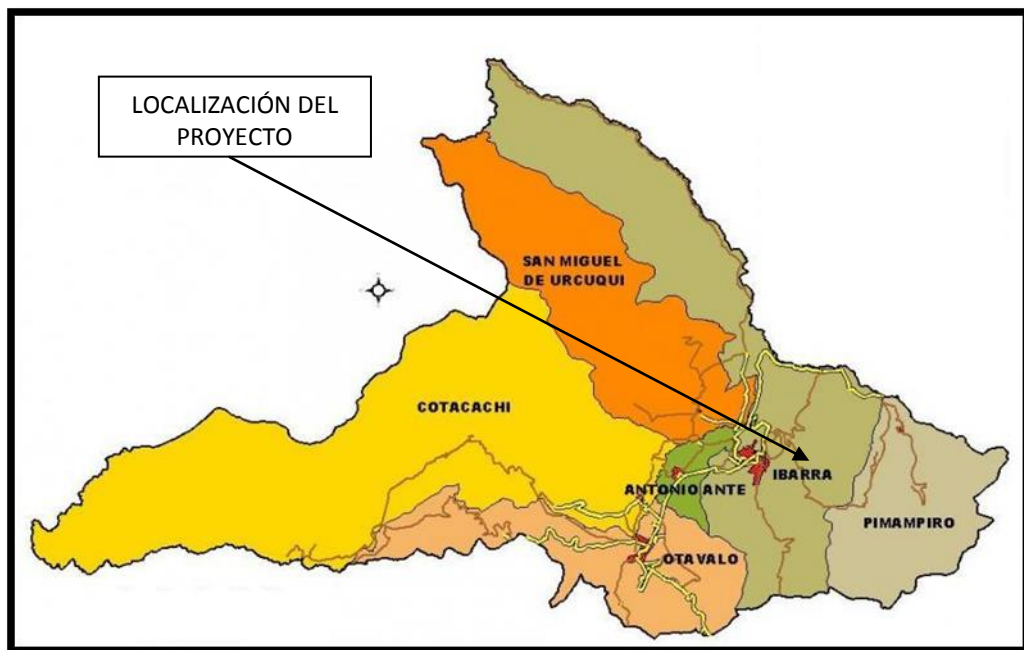 LOCALIZACIÓN DEL
PROYECTO
SAN MIGUEL
DE URCUQUI
COTACACHI
ANTONIO ANTE
IBARRA
PIMAMPIRO
OTAVALO